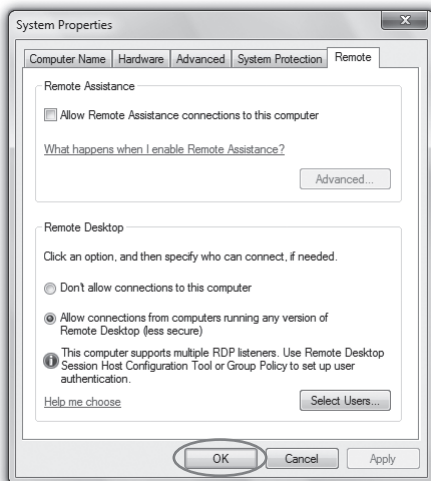 System Properties
Computer Name Hardware Advanced System Protection Remote
Remote Assistance
Allow Remote Assistance connections to this computer
What happens when I enable Remote Assistance?
Advanced...
Remote Desktop
Click an option, and then specify who can connect, if needed.
Don't allow connections to this computer
Allow connections from computers running any version of
Remote Desktop (less secure)
This computer supports multiple RDP listeners. Use Remote Desktop
Session Host Configuration Tool or Group Policy to set up user
authentication.
Help me choose
Select Users...
OK Cancel Apply